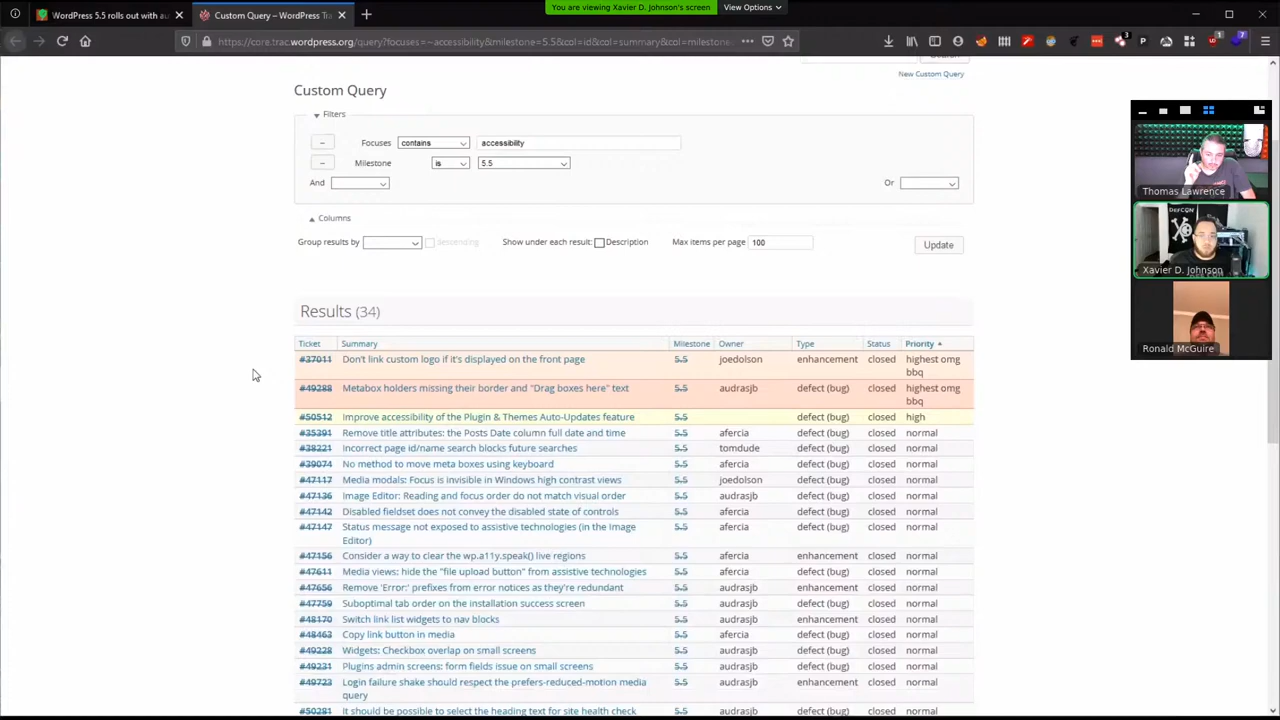 You are viewing Xavier D. Johnson's screen
View Options
WordPress 5.5 rolls out with au
Custom Query – WordPress Tra
https://core.trac.wordpress.org/query?focuses=~accessibility&milestone=5.5&col=id&col=summary&col=milestone
New Custom Query
Custom Query
Filters
Focuses contains accessibility
Milestone is 5.5
And
Or
Columns
Group results by
Descending
Show under each result: Description
Max items per page 100
Update
Results (34)
Ticket Summary Milestone Owner Type Status Priority
#37011 Don't link custom logo if it's displayed on the front page 5.5 joedolson enhancement closed highest omg
bbq
#49288 Metabox holders missing their border and "Drag boxes here" text 5.5 audrasjb defect (bug) closed highest omg
bbq
#50512 Improve accessibility of the Plugin & Themes Auto-Updates feature 5.5 defect (bug) closed high
#35391 Remove title attributes: the Posts Date column full date and time 5.5 afercia defect (bug) closed normal
#38221 Incorrect page id/name search blocks future searches 5.5 tomdude defect (bug) closed normal
#39074 No method to move meta boxes using keyboard 5.5 afercia defect (bug) closed normal
#47117 Media modals: Focus is invisible in Windows high contrast views 5.5 joedolson defect (bug) closed normal
#47136 Image Editor: Reading and focus order do not match visual order 5.5 audrasjb defect (bug) closed normal
#47142 Disabled fieldset does not convey the disabled state of controls 5.5 afercia defect (bug) closed normal
#47147 Status message not exposed to assistive technologies (in the Image 5.5 afercia defect (bug) closed normal
Editor)
#47156 Consider a way to clear the wp.a11y.speak() live regions 5.5 afercia enhancement closed normal
#47611 Media views: hide the "file upload button" from assistive technologies 5.5 afercia defect (bug) closed normal
#47656 Remove 'Error:' prefixes from error notices as they're redundant 5.5 audrasjb enhancement closed normal
#47759 Suboptimal tab order on the installation success screen 5.5 audrasjb defect (bug) closed normal
#48170 Switch link list widgets to nav blocks 5.5 audrasjb enhancement closed normal
#48463 Copy link button in media 5.5 afercia defect (bug) closed normal
#49228 Widgets: Checkbox overlap on small screens 5.5 audrasjb defect (bug) closed normal
#49231 Plugins admin screens: form fields issue on small screens 5.5 audrasjb defect (bug) closed normal
#49723 Login failure shake should respect the prefers-reduced-motion media 5.5 audrasjb enhancement closed normal
query
#50281 It should be possible to select the heading text for site health check 5.5 audrasjb defect (bug) closed normal
Thomas Lawrence
DEFCON
Xavier D. Johnson
Ronald McGuire